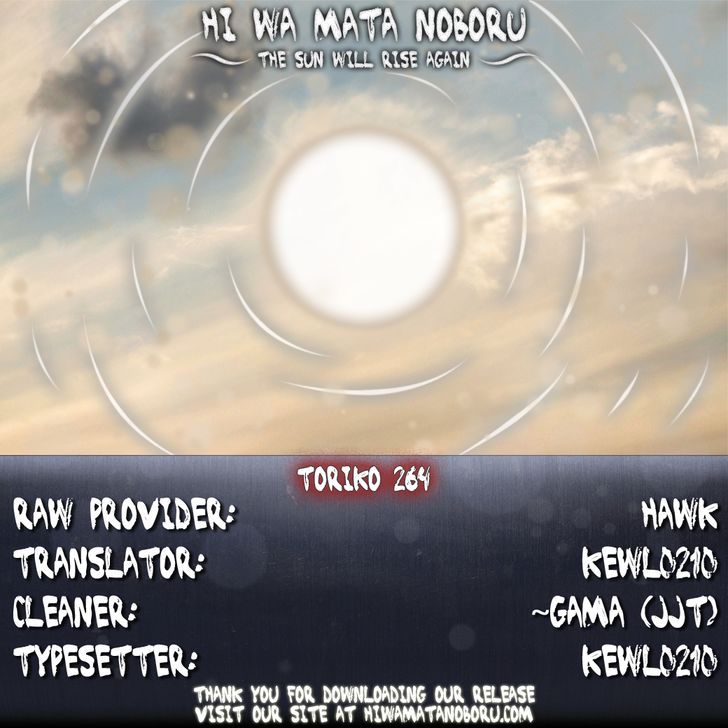 HI WA MATA NOBORU
THE SUN WILL RISE AGAIN
TORIKO 264
RAW PROVIDER: HAWK
TRANSLATOR: KEWL0210
CLEANER: ~GAMA (JJT)
TYPESETTER: KEWL0210
THANK YOU FOR DOWNLOADING OUR RELEASE
VISIT OUR SITE AT HIWAMATANOBORU.COM